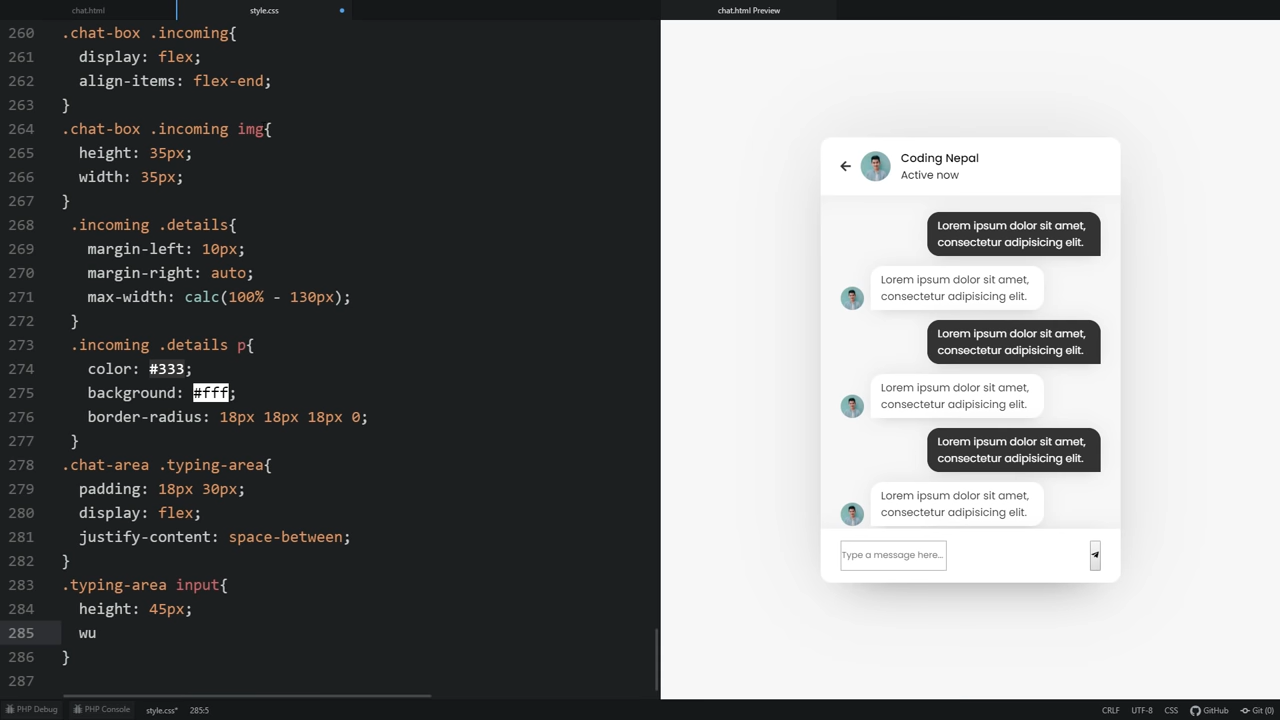 chat.html
style.css
chat.html Preview
260 .chat-box .incoming{
261 display: flex;
262 align-items: flex-end;
263 }
264 .chat-box .incoming img{
265 height: 35px;
266 width: 35px;
267 }
268 .incoming .details{
269 margin-left: 10px;
270 margin-right: auto;
271 max-width: calc(100% - 130px);
272 }
273 .incoming .details p{
274 color: #333;
275 background: #fff;
276 border-radius: 18px 18px 18px 0;
277 }
278 .chat-area .typing-area{
279 padding: 18px 30px;
280 display: flex;
281 justify-content: space-between;
282 }
283 .typing-area input{
284 height: 45px;
285 wu
286 }
287
Coding Nepal
Active now
Lorem ipsum dolor sit amet,
consectetur adipisicing elit.
Lorem ipsum dolor sit amet,
consectetur adipisicing elit.
Lorem ipsum dolor sit amet,
consectetur adipisicing elit.
Lorem ipsum dolor sit amet,
consectetur adipisicing elit.
Lorem ipsum dolor sit amet,
consectetur adipisicing elit.
Lorem ipsum dolor sit amet,
consectetur adipisicing elit.
Type a message here...
PHP Debug PHP Console style.css* 285:5 CRLF UTF-8 CSS GitHub Git (0)